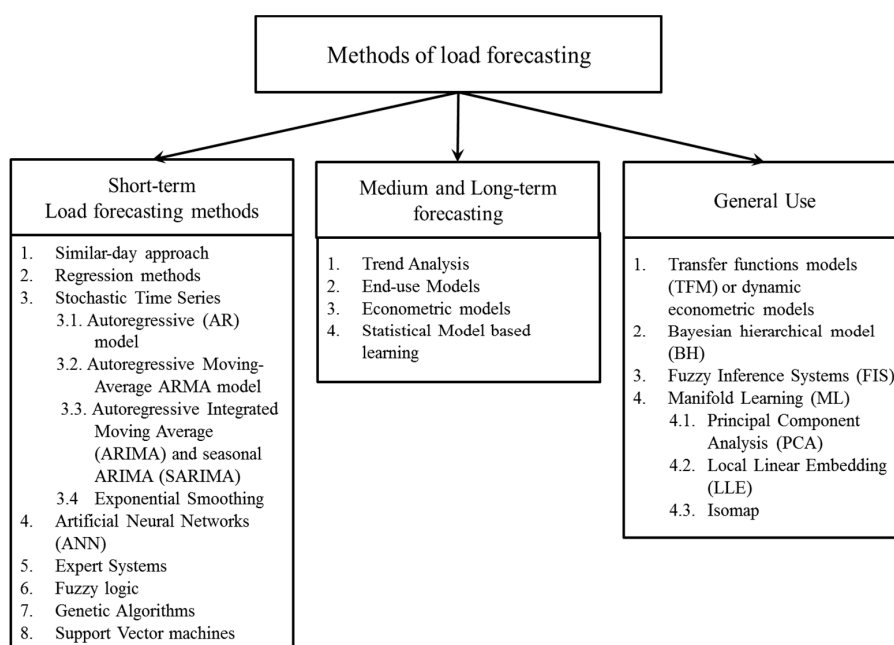 Methods of load forecasting
Short-term
Load forecasting methods
1. Similar-day approach
2. Regression methods
3. Stochastic Time Series
3.1. Autoregressive (AR)
model
3.2. Autoregressive Moving-
Average ARMA model
3.3. Autoregressive Integrated
Moving Average
(ARIMA) and seasonal
ARIMA (SARIMA)
3.4 Exponential Smoothing
4. Artificial Neural Networks
(ANN)
5. Expert Systems
6. Fuzzy logic
7. Genetic Algorithms
8. Support Vector machines
Medium and Long-term
forecasting
1. Trend Analysis
2. End-use Models
3. Econometric models
4. Statistical Model based
learning
General Use
1. Transfer functions models
(TFM) or dynamic
econometric models
2. Bayesian hierarchical model
(BH)
3. Fuzzy Inference Systems (FIS)
4. Manifold Learning (ML)
4.1. Principal Component
Analysis (PCA)
4.2. Local Linear Embedding
(LLE)
4.3. Isomap